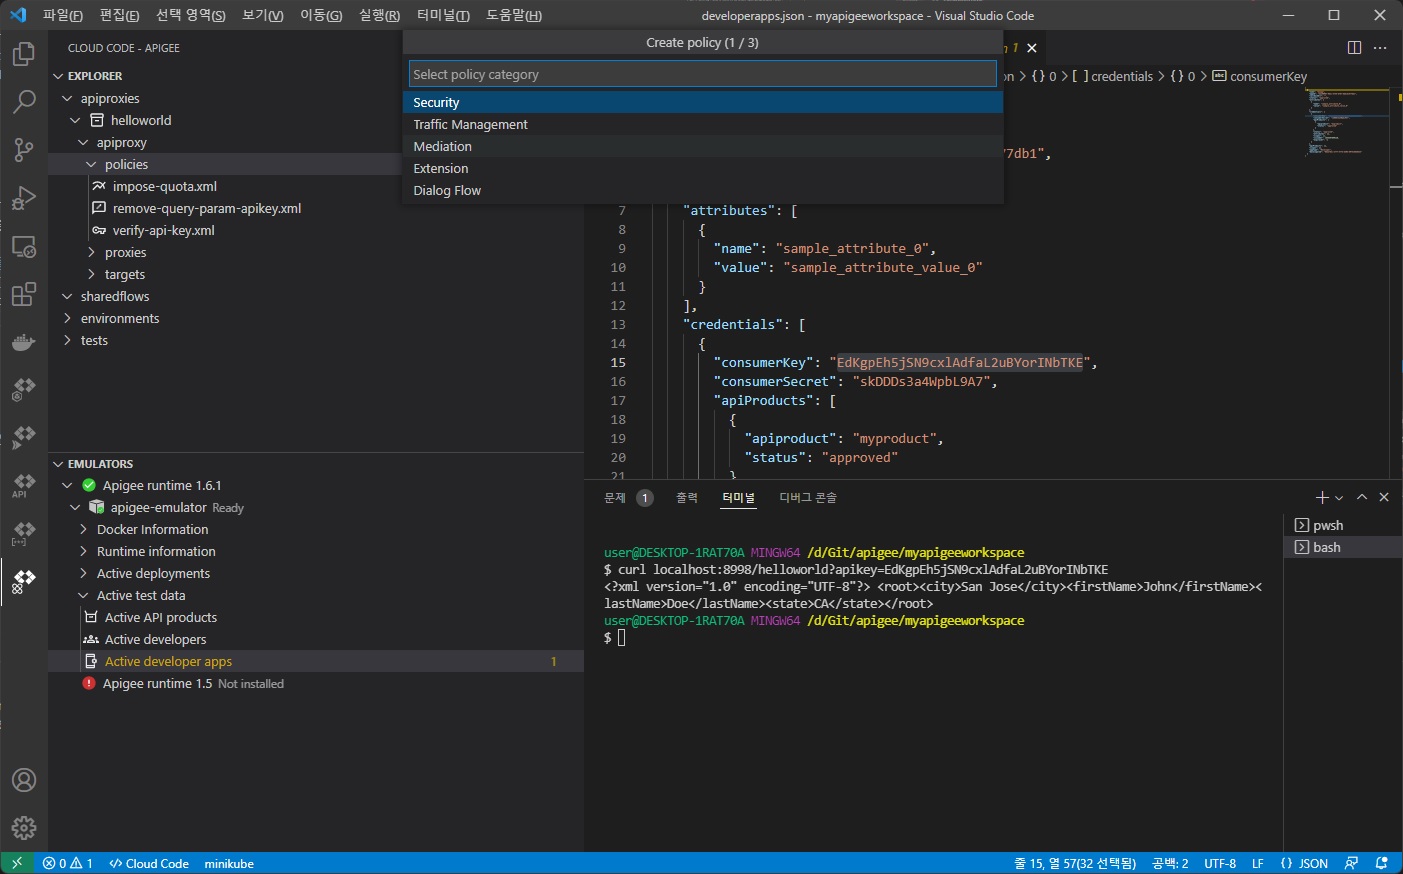 파일(F) 편집(E) 선택 영역(S) 보기(V) 이동(G) 실행(R) 터미널(T) 도움말(H)
developerapps.json - myapigeeworkspace - Visual Studio Code
CLOUD CODE - APIGEE
EXPLORER
apiproxies
helloworld
apiproxy
policies
impose-quota.xml
remove-query-param-apikey.xml
verify-api-key.xml
proxies
targets
sharedflows
environments
tests
EMULATORS
Apigee runtime 1.6.1
apigee-emulator Ready
Docker Information
Runtime information
Active deployments
Active test data
Active API products
Active developers
Active developer apps 1
Apigee runtime 1.5 Not installed
API
Create policy (1 / 3)
Select policy category
Security
Traffic Management
Mediation
Extension
Dialog Flow
1
on > {} 0 > [ ] credentials > {} 0 > abc consumerKey
7db1",
7 "attributes": [
8 {
9 "name": "sample_attribute_0",
10 "value": "sample_attribute_value_0"
11 }
12 ],
13 "credentials": [
14 {
15 "consumerKey": "EdKgpEh5jSN9cxlAdfaL2uBYorINbTKE",
16 "consumerSecret": "skDDDs3a4WpbL9A7",
17 "apiProducts": [
18 {
19 "apiproduct": "myproduct",
20 "status": "approved"
21 }
문제 1 출력 터미널 디버그 콘솔
user@DESKTOP-1RAT70A MINGW64 /d/Git/apigee/myapigeeworkspace
$ curl localhost:8998/helloworld?apikey=EdKgpEh5jSN9cxlAdfaL2uBYorINbTKE
<?xml version="1.0" encoding="UTF-8"?> <root><city>San Jose</city><firstName>John</firstName><
lastName>Doe</lastName><state>CA</state></root>
user@DESKTOP-1RAT70A MINGW64 /d/Git/apigee/myapigeeworkspace
$
pwsh
bash
0 1 Cloud Code minikube
줄 15, 열 57(32 선택됨) 공백: 2 UTF-8 LF {} JSON